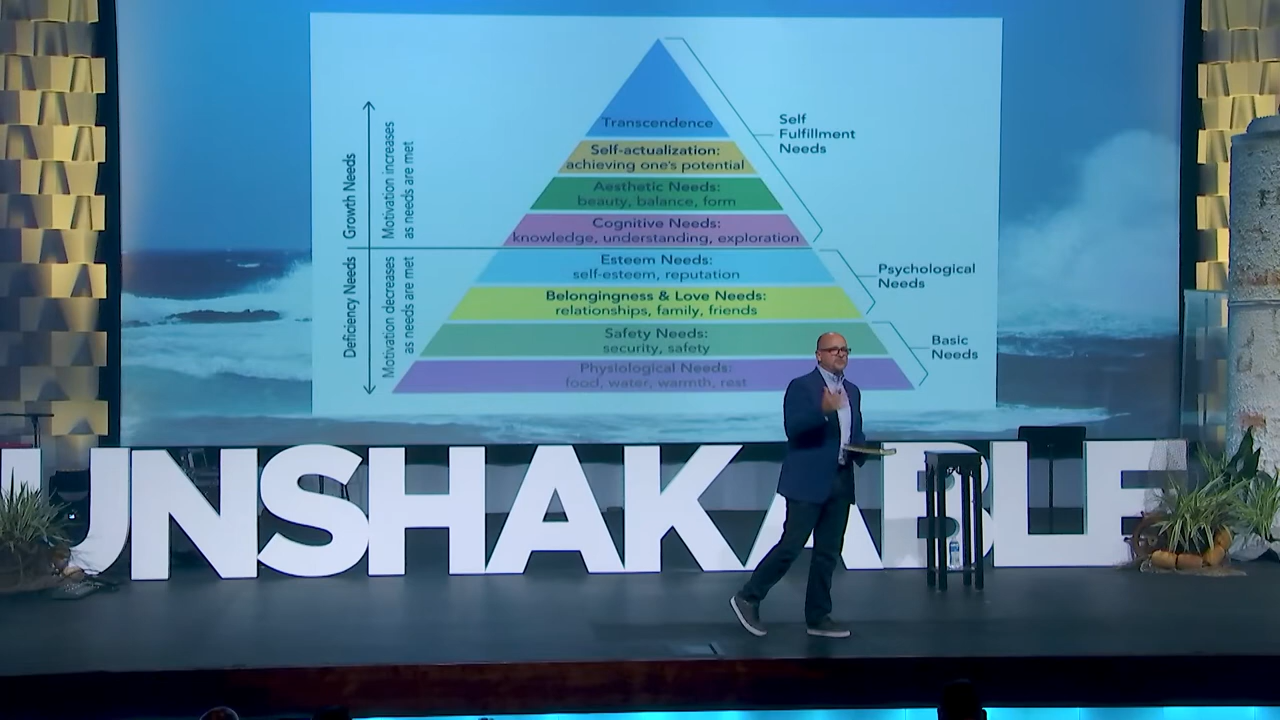 Transcendence
Self-actualization:
achieving one's potential
Aesthetic Needs:
beauty, balance, form
Cognitive Needs:
knowledge, understanding, exploration
Esteem Needs:
self-esteem, reputation
Belongingness & Love Needs:
relationships, family, friends
Safety Needs:
security, safety
Physiological Needs:
food, water, warmth, rest
Self
Fulfillment
Needs
Psychological
Needs
Basic
Needs
Growth Needs
Motivation increases
as needs are met
Deficiency Needs
Motivation decreases
as needs are met
UNSHAKABLE